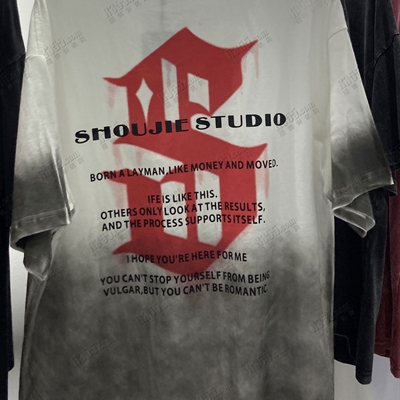 S
SHOUJIE STUDIO
BORN A LAYMAN,LIKE MONEY AND MOVED.
IFE IS LIKE THIS.
OTHERS ONLY LOOK AT THE RESULTS,
AND THE PROCESS SUPPORTS ITSELF.
I HOPE YOU'RE HERE FOR ME
YOU CAN'T STOP YOURSELF FROM BEING
VULGAR,BUT YOU CAN'T BE ROMANTIC.